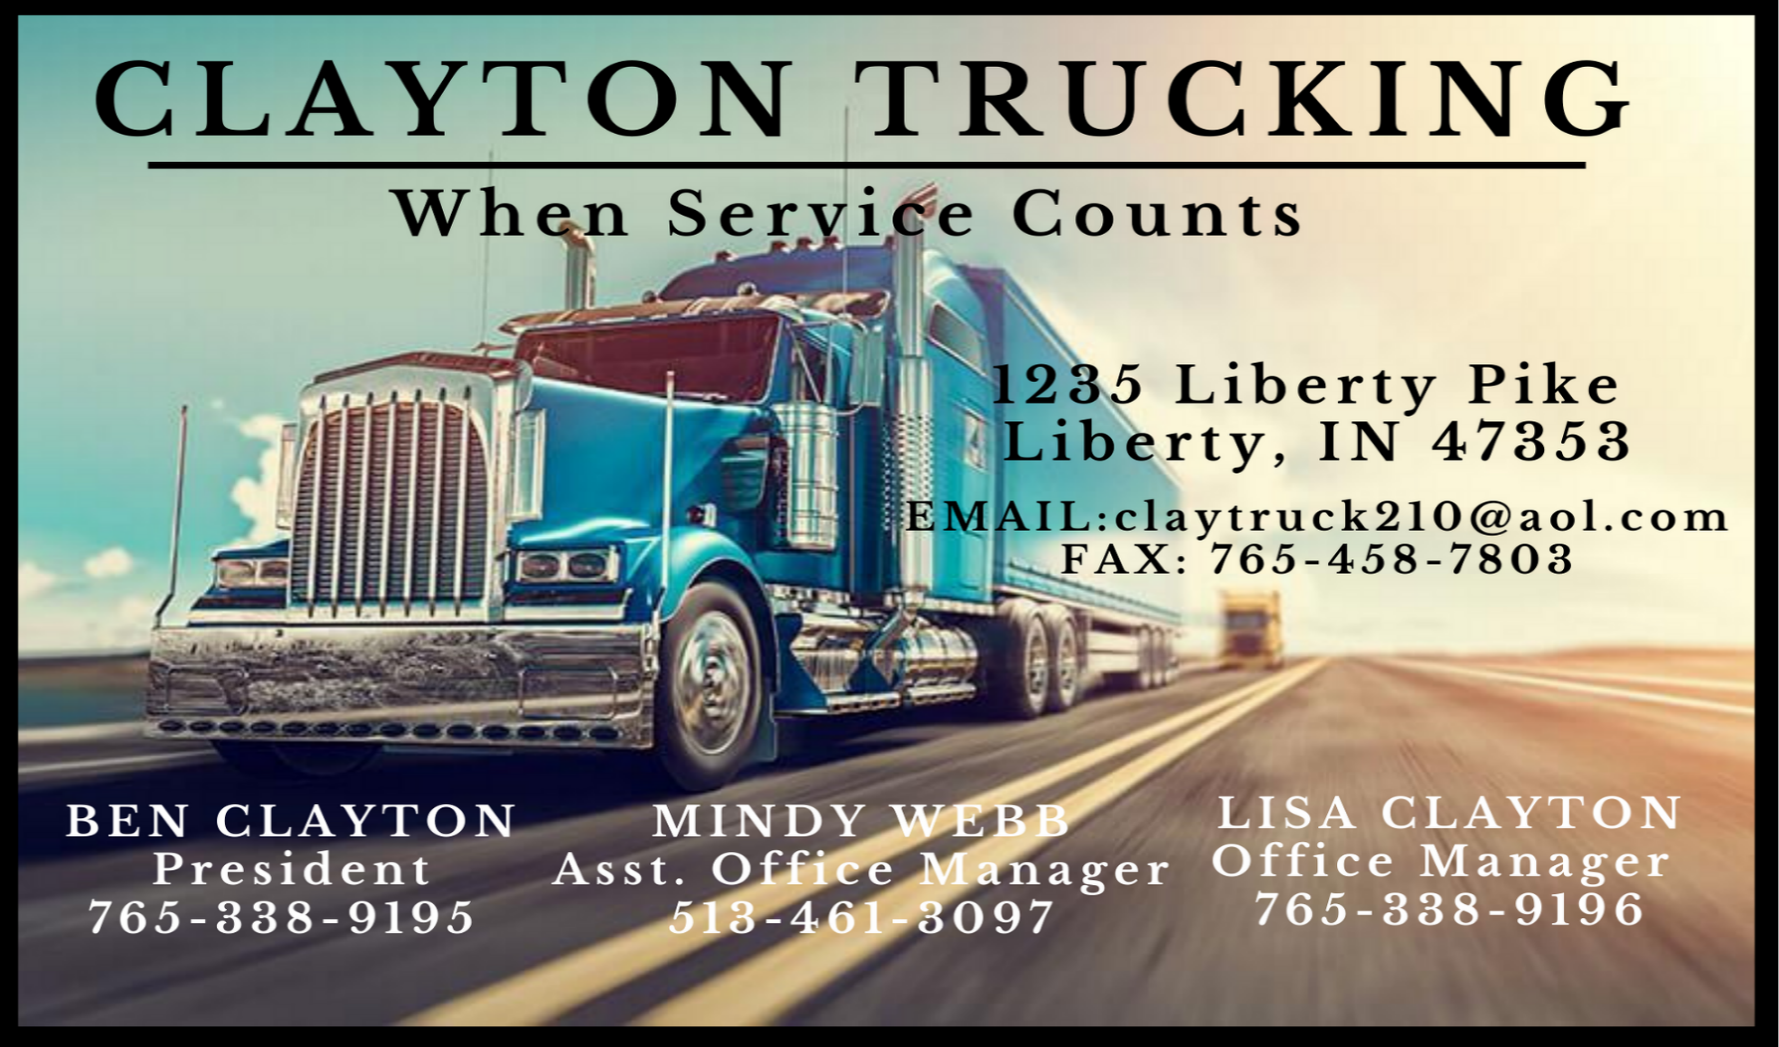 CLAYTON TRUCKING
When Service Counts
1235 Liberty Pike
Liberty, IN 47353
EMAIL:claytruck210@aol.com
FAX: 765-458-7803
BEN CLAYTON
President
765-338-9195
MINDY WEBB
Asst. Office Manager
513-461-3097
LISA CLAYTON
Office Manager
765-338-9196